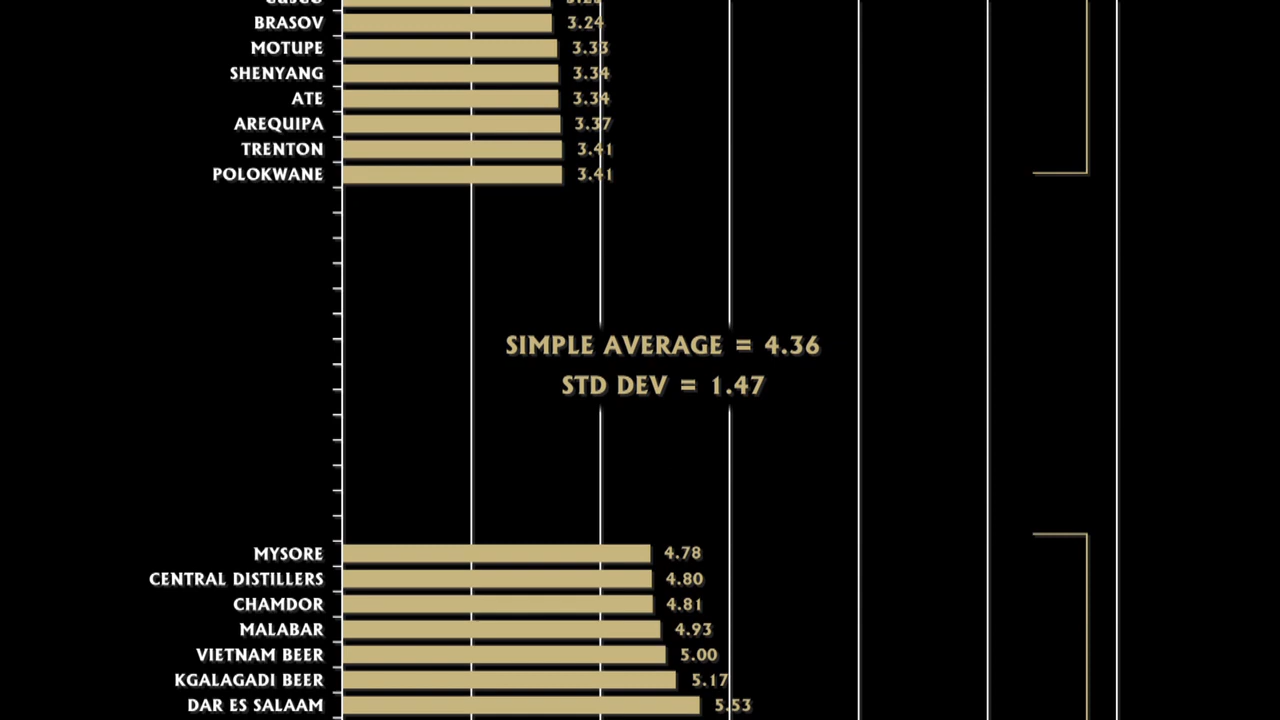 BRASOV 3.24
MOTUPE 3.33
SHENYANG 3.34
ATE 3.34
AREQUIPA 3.37
TRENTON 3.41
POLOKWANE 3.41
SIMPLE AVERAGE = 4.36
STD DEV = 1.47
MYSORE 4.78
CENTRAL DISTILLERS 4.80
CHAMDOR 4.81
MALABAR 4.93
VIETNAM BEER 5.00
KGALAGADI BEER 5.17
DAR ES SALAAM 5.53